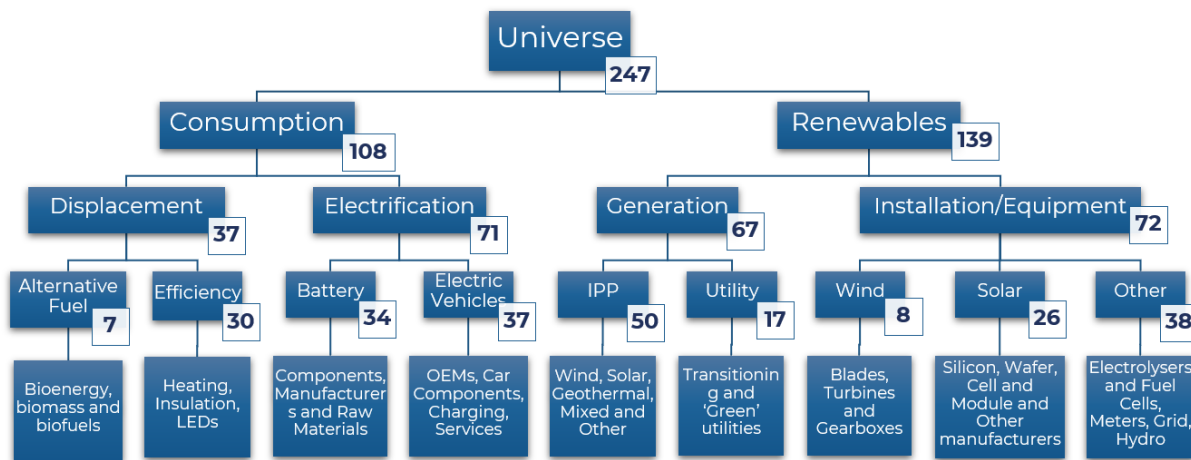 Universe
247
Consumption
108
Renewables
139
Displacement
37
Electrification
71
Generation
67
Installation/Equipment
72
Alternative
Fuel
7
Efficiency
30
Battery
34
Electric
Vehicles
37
IPP
50
Utility
17
Wind
8
Solar
26
Other
38
Bioenergy,
biomass and
biofuels
Heating,
Insulation,
LEDs
Components,
Manufacturer
s and Raw
Materials
OEMs, Car
Components,
Charging,
Services
Wind, Solar,
Geothermal,
Mixed and
Other
Transitionin
g and ‘Green’
utilities
Blades,
Turbines
and
Gearboxes
Silicon, Wafer,
Cell and
Module and
Other
manufacturers
Electrolysers
and Fuel
Cells,
Meters, Grid,
Hydro